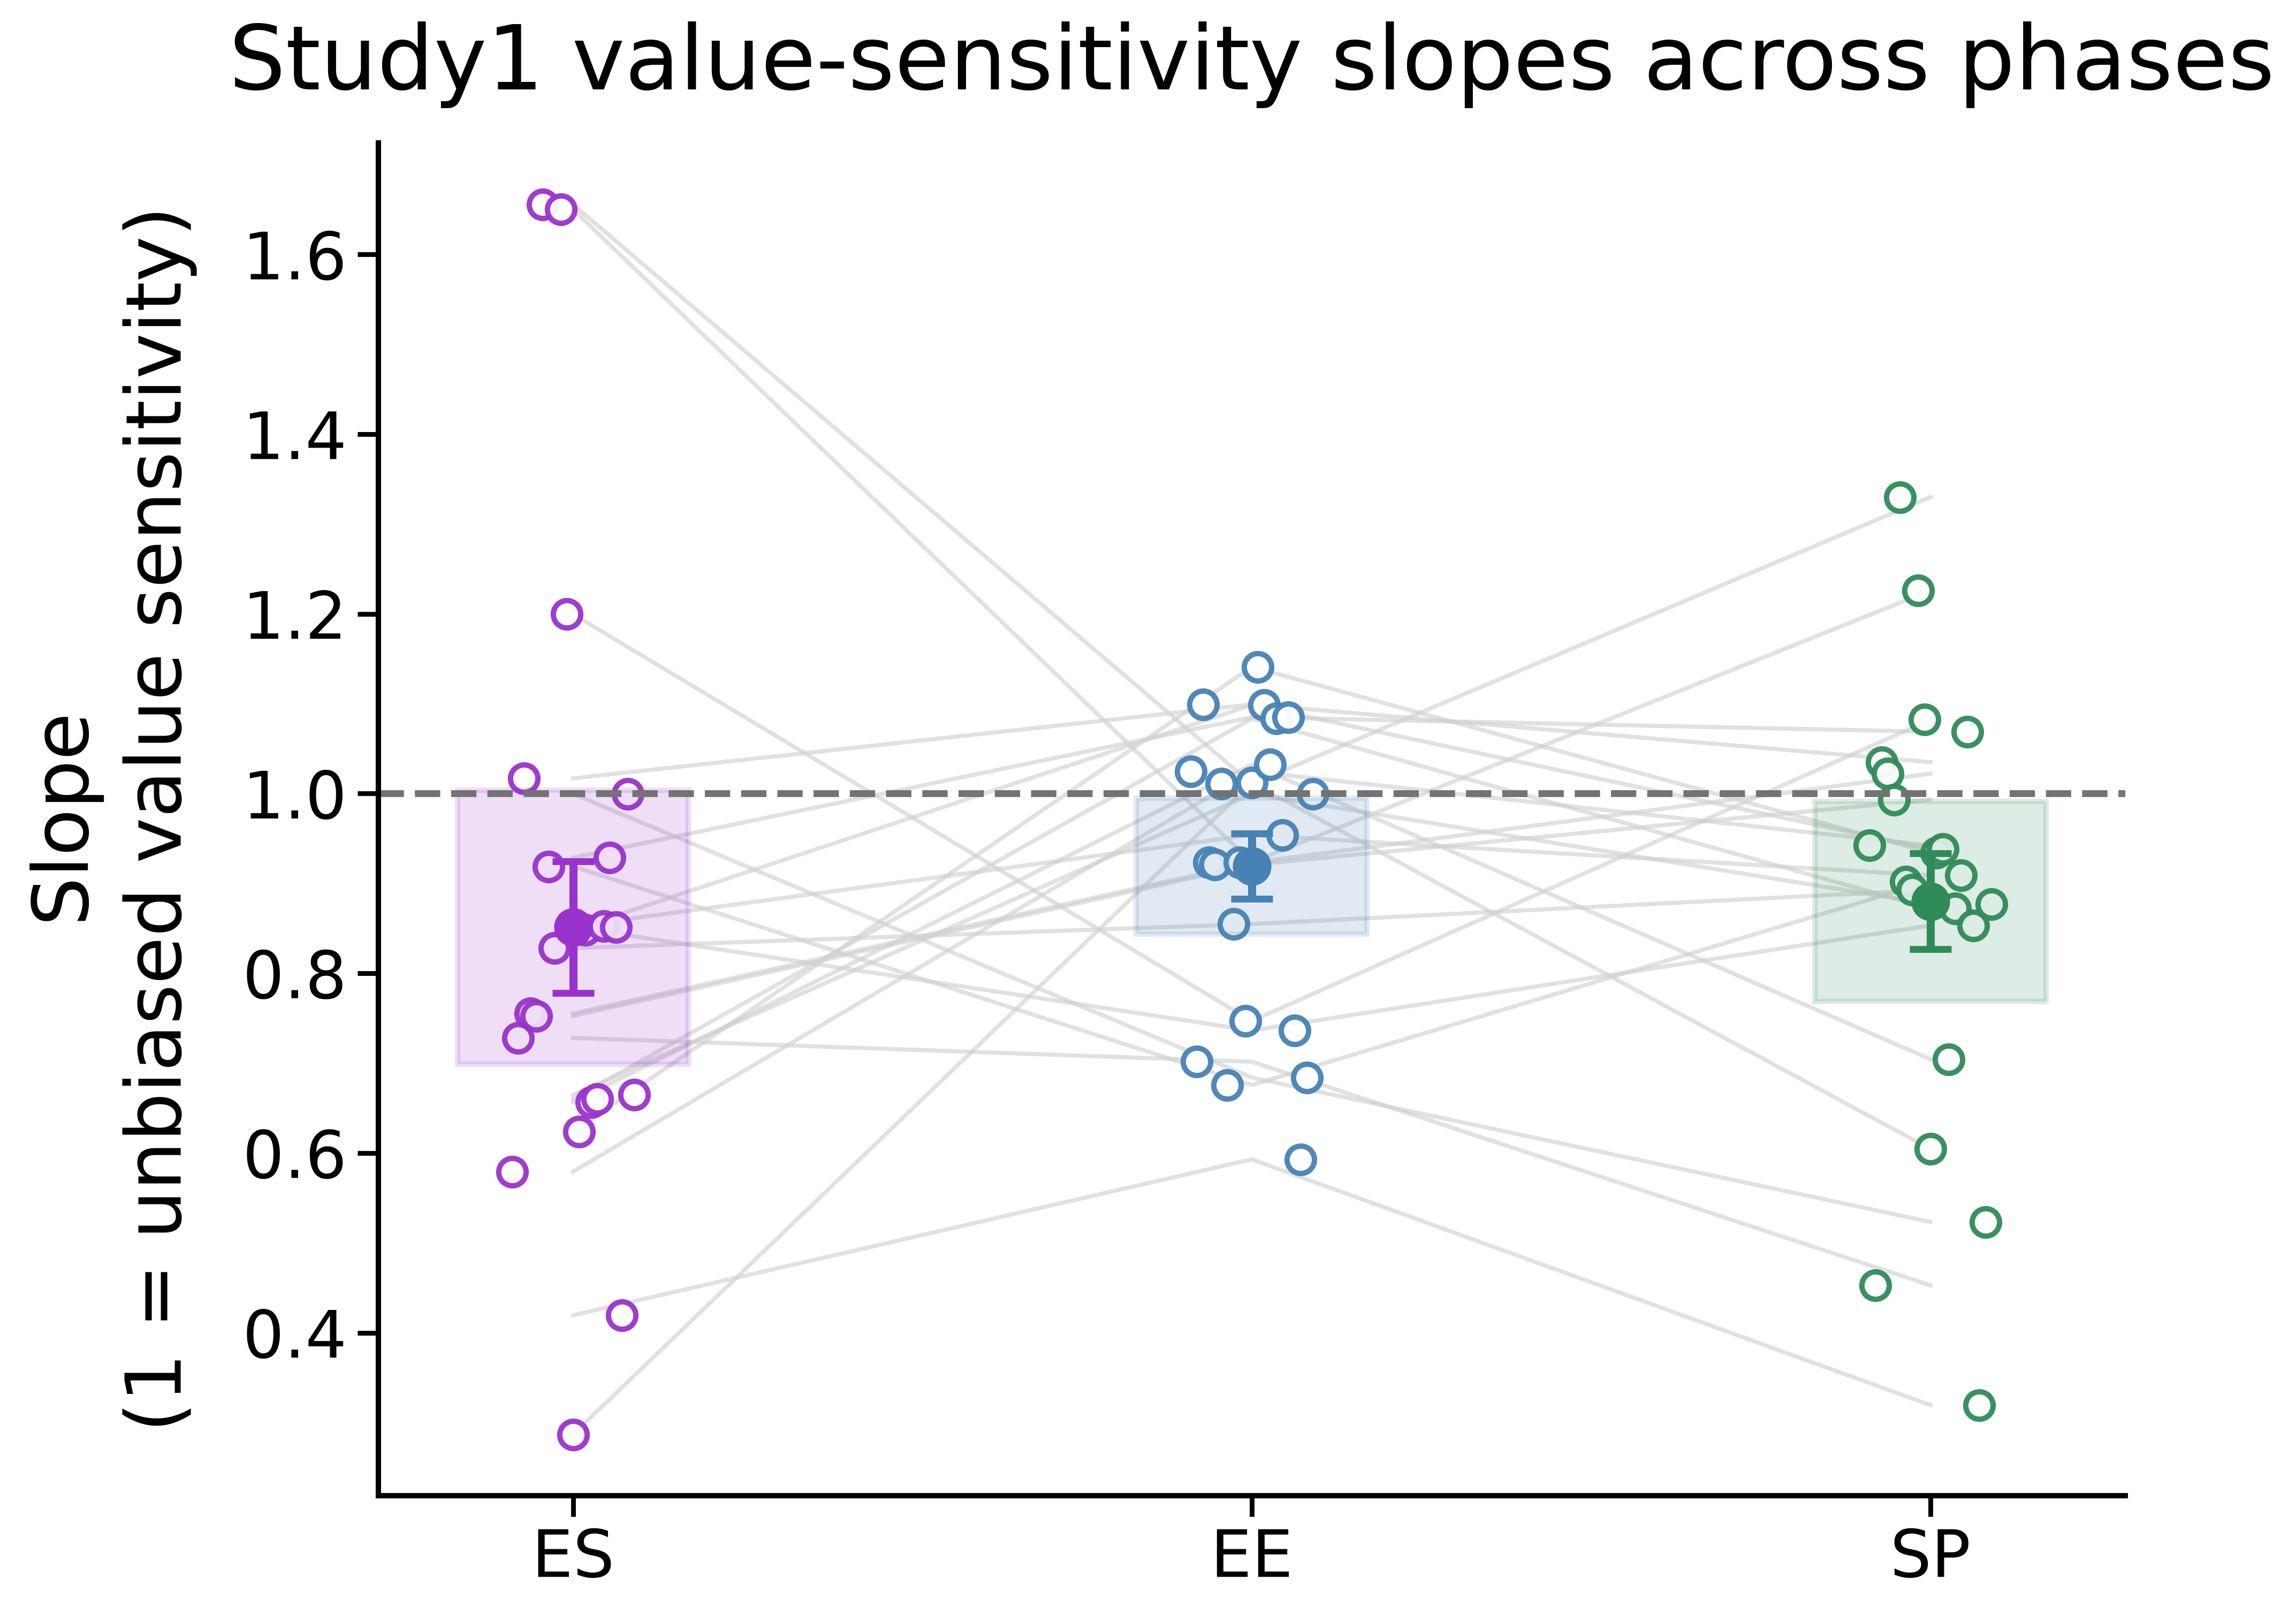 Study1 value-sensitivity slopes across phases
Slope
(1 = unbiased value sensitivity)
1.6
1.4
1.2
1.0
0.8
0.6
0.4
ES
EE
SP